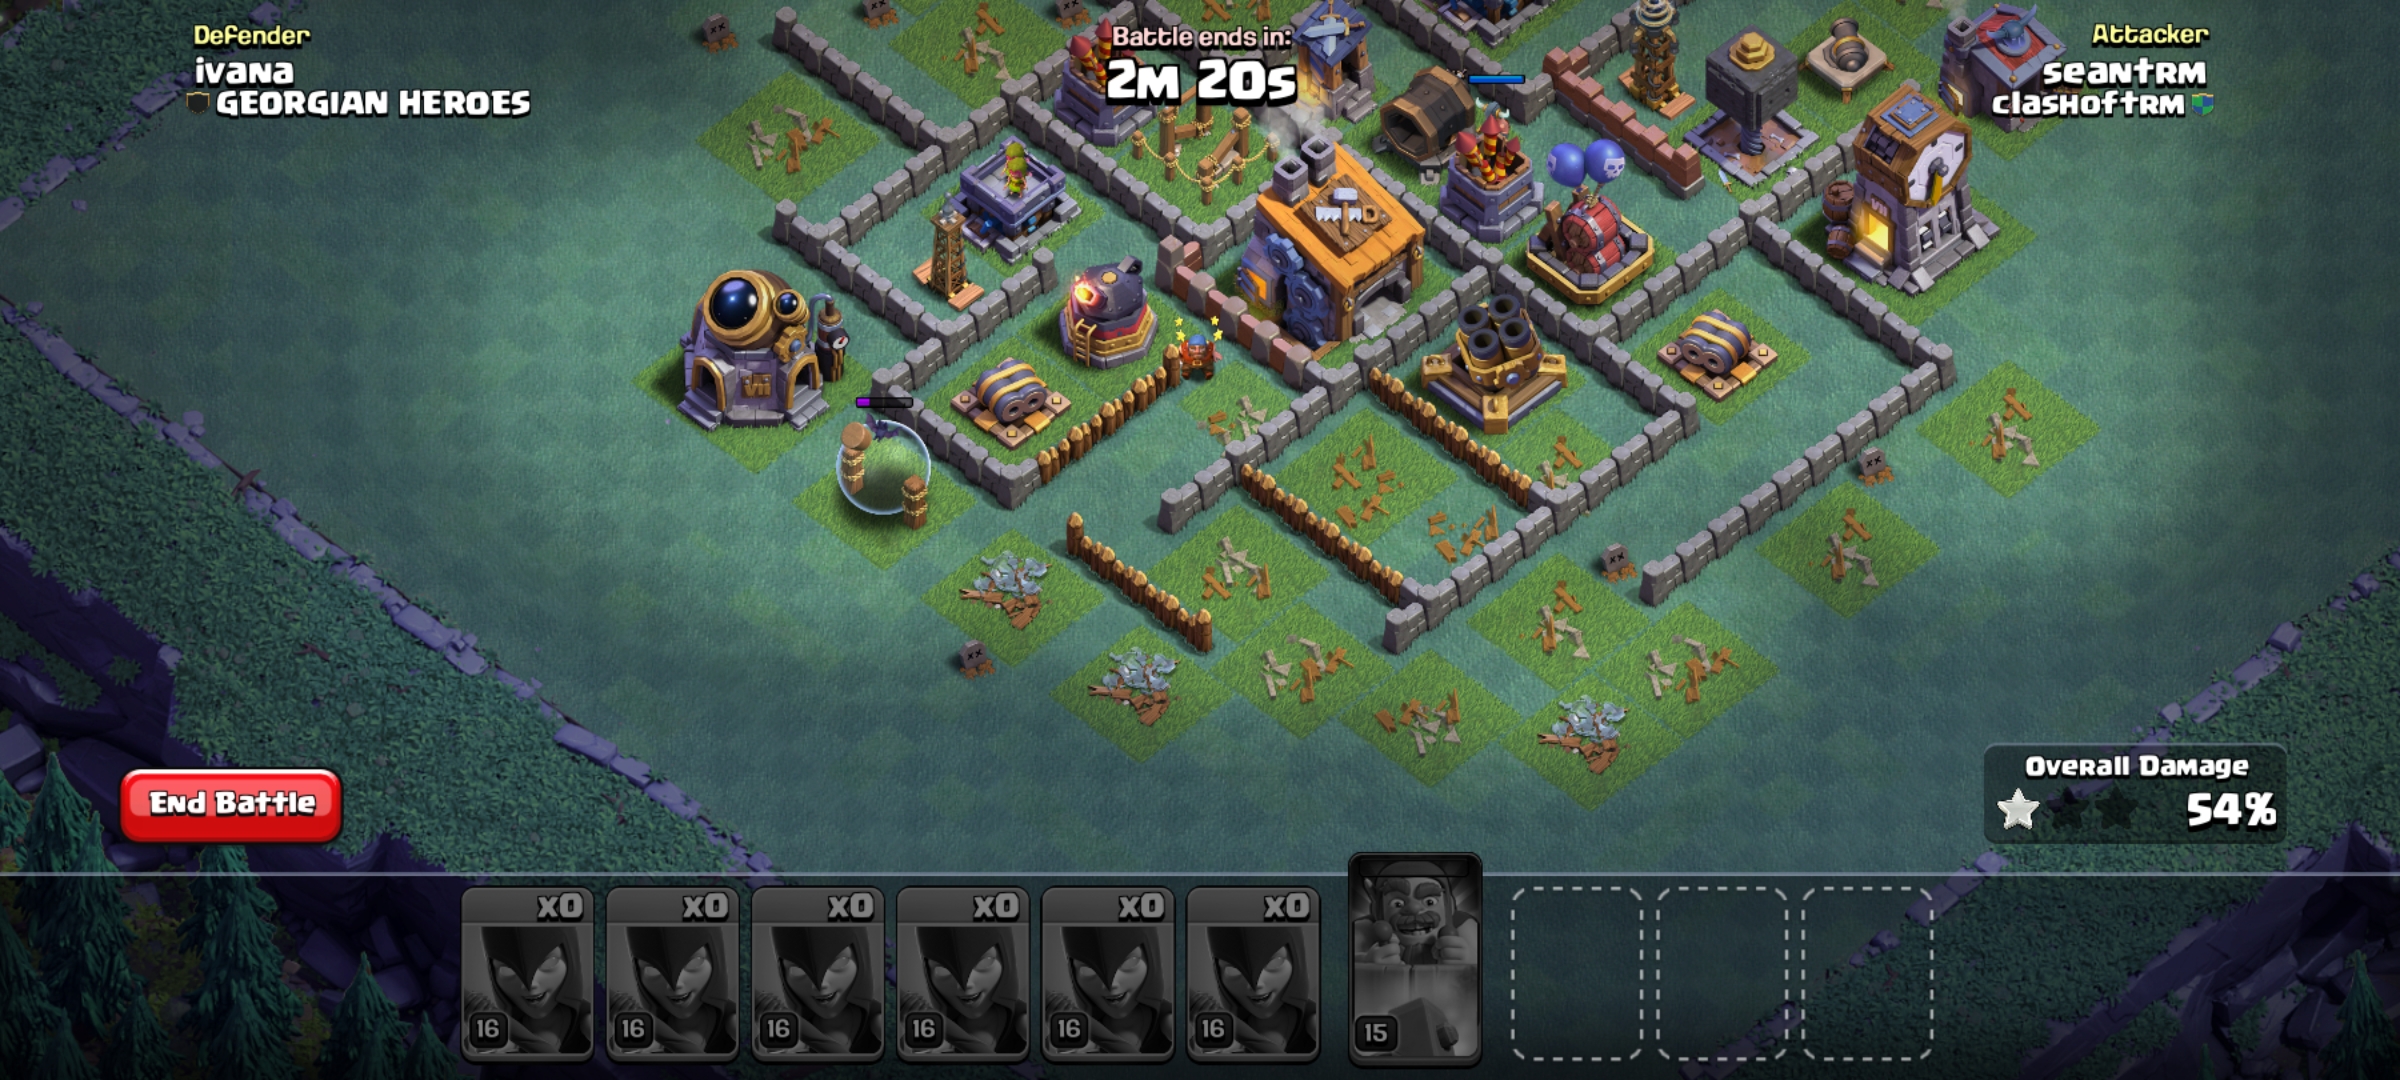 Defender
ivana
GEORGIAN HEROES
Battle ends in:
2M 20s
Attacker
seantRM
clashoftRM
End Battle
Overall Damage
54%
x0
x0
x0
x0
x0
x0
16
16
16
16
16
16
15